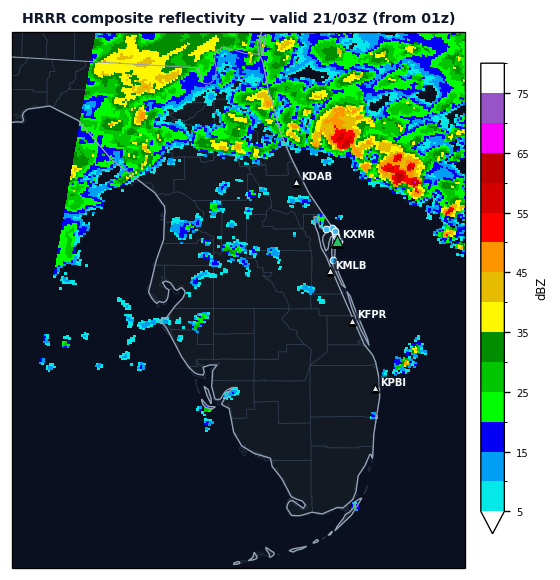 HRRR composite reflectivity — valid 21/03Z (from 01z)
KDAB
KXMR
KMLB
KFPR
KPBI
75
65
55
45
35
25
15
5
dBZ